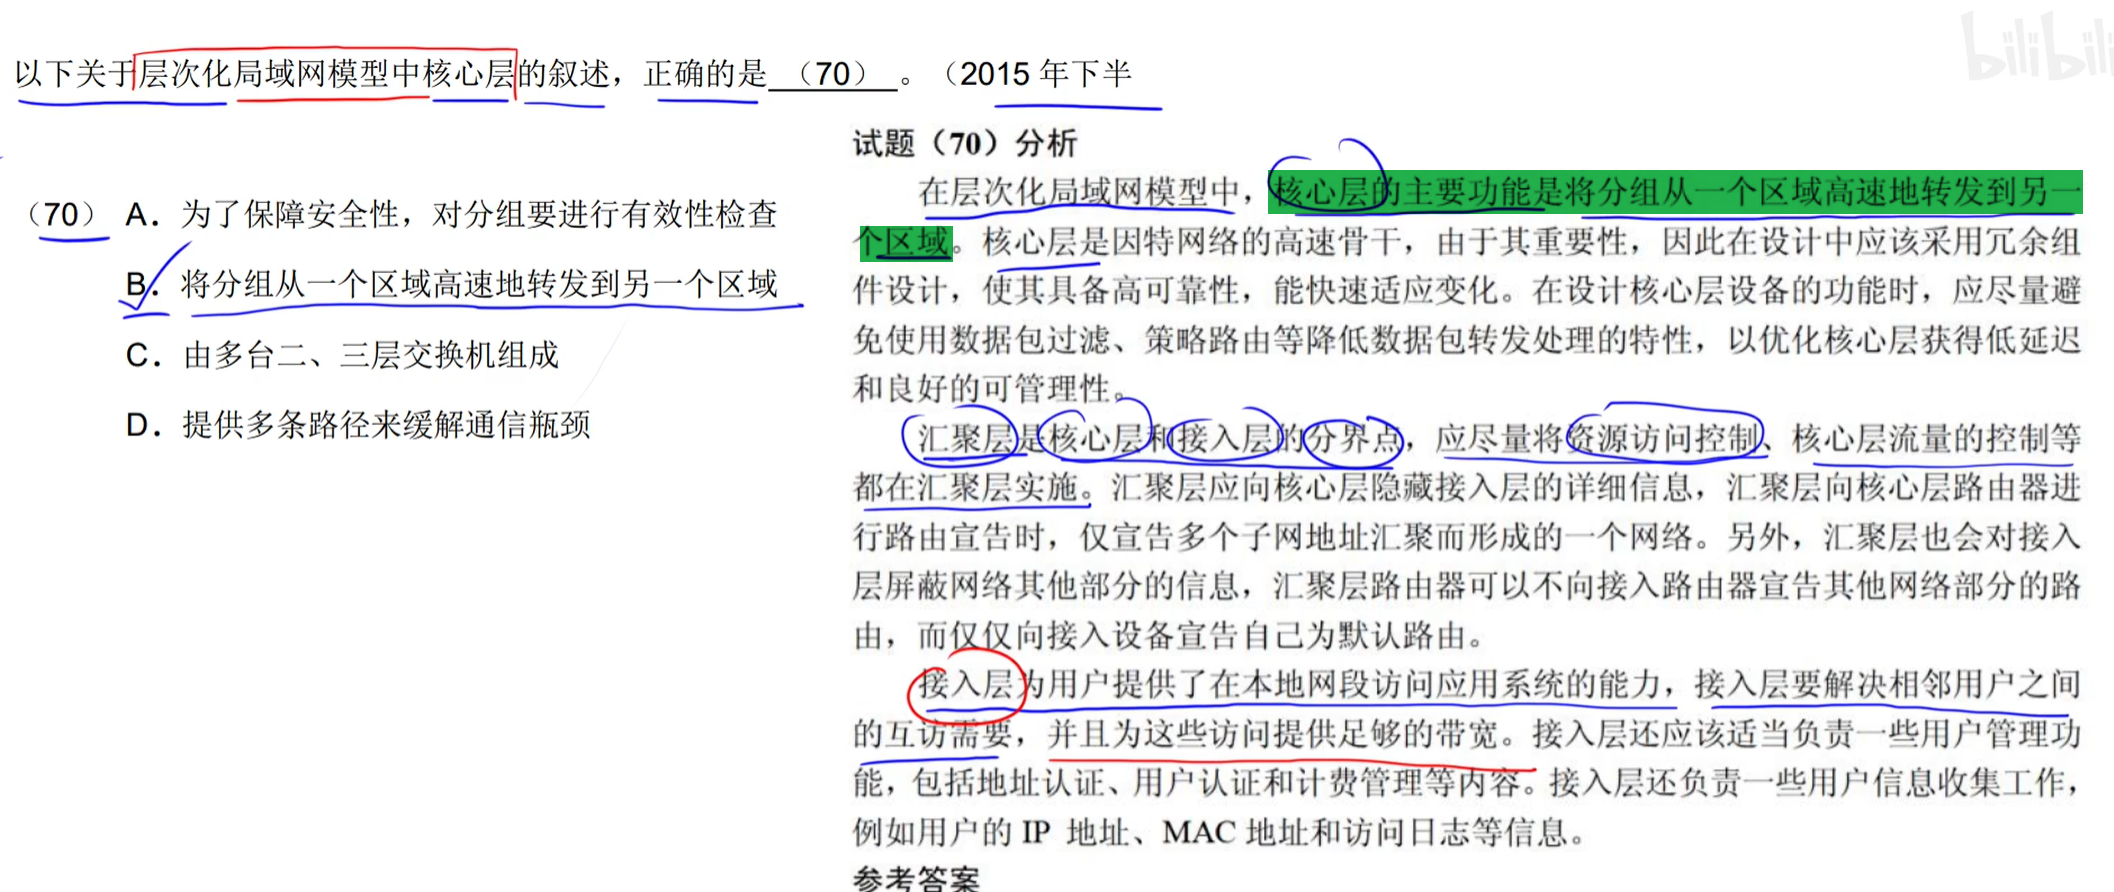 bilibili
以下关于层次化局域网模型中核心层的叙述，正确的是 （70） 。（2015 年下半
（70） A. 为了保障安全性，对分组要进行有效性检查
B. 将分组从一个区域高速地转发到另一个区域
C. 由多台二、三层交换机组成
D. 提供多条路径来缓解通信瓶颈
试题（70）分析
在层次化局域网模型中，核心层的主要功能是将分组从一个区域高速地转发到另一
个区域。核心层是因特网络的高速骨干，由于其重要性，因此在设计中应该采用冗余组
件设计，使其具备高可靠性，能快速适应变化。在设计核心层设备的功能时，应尽量避
免使用数据包过滤、策略路由等降低数据包转发处理的特性，以优化核心层获得低延迟
和良好的可管理性。
汇聚层是核心层和接入层的分界点，应尽量将资源访问控制、核心层流量的控制等
都在汇聚层实施。汇聚层应向核心层隐藏接入层的详细信息，汇聚层向核心层路由器进
行路由宣告时，仅宣告多个子网地址汇聚而形成的一个网络。另外，汇聚层也会对接入
层屏蔽网络其他部分的信息，汇聚层路由器可以不向接入路由器宣告其他网络部分的路
由，而仅仅向接入设备宣告自己为默认路由。
接入层为用户提供了在本地网段访问应用系统的能力，接入层要解决相邻用户之间
的互访需要，并且为这些访问提供足够的带宽。接入层还应该适当负责一些用户管理功
能，包括地址认证、用户认证和计费管理等内容。接入层还负责一些用户信息收集工作，
例如用户的 IP 地址、MAC 地址和访问日志等信息。
参考答案